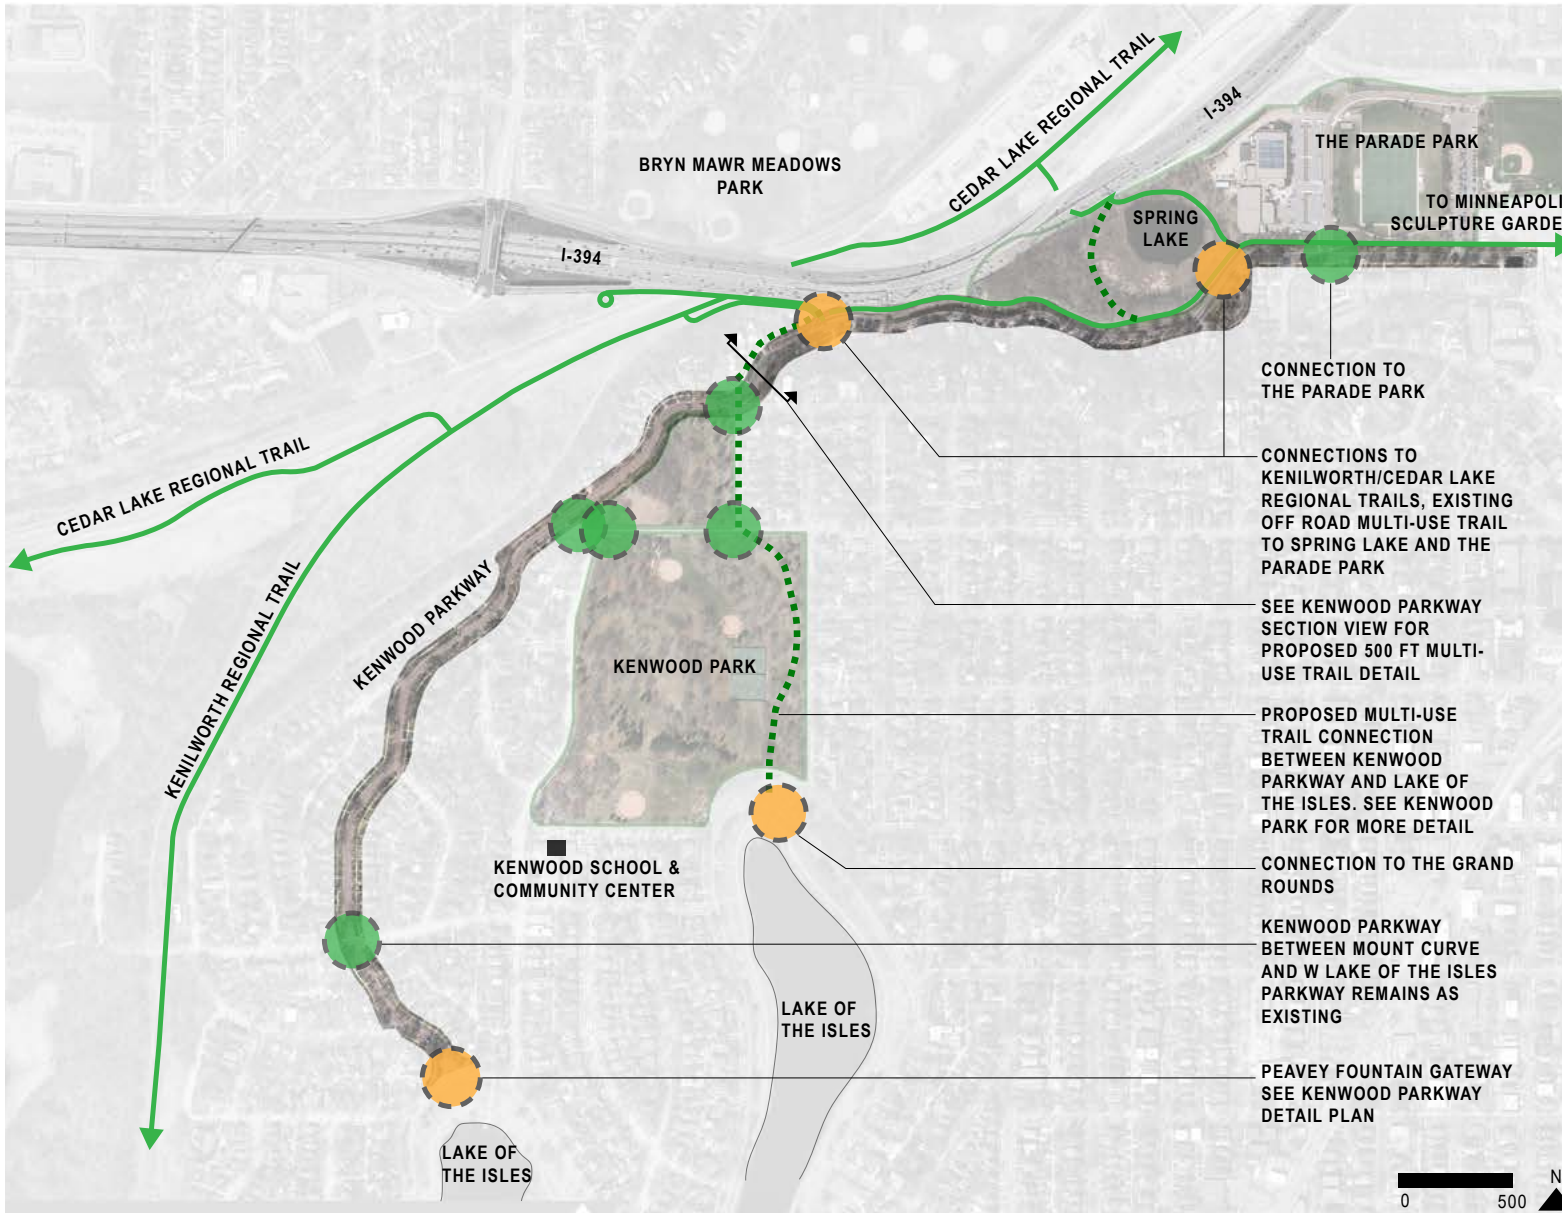 CEDAR LAKE REGIONAL TRAIL
I-394
THE PARADE PARK
BRYN MAWR MEADOWS
PARK
TO MINNEAPOL
SCULPTURE GARDE
SPRING
LAKE
I-394
CONNECTION TO
THE PARADE PARK
CONNECTIONS TO
KENILWORTH/CEDAR LAKE
REGIONAL TRAILS, EXISTING
OFF ROAD MULTI-USE TRAIL
TO SPRING LAKE AND THE
PARADE PARK
CEDAR LAKE REGIONAL TRAIL
KENILWORTH REGIONAL TRAIL
KENWOOD PARKWAY
KENWOOD PARK
SEE KENWOOD PARKWAY
SECTION VIEW FOR
PROPOSED 500 FT MULTI-
USE TRAIL DETAIL
PROPOSED MULTI-USE
TRAIL CONNECTION
BETWEEN KENWOOD
PARKWAY AND LAKE OF
THE ISLES. SEE KENWOOD
PARK FOR MORE DETAIL
KENWOOD SCHOOL &
COMMUNITY CENTER
CONNECTION TO THE GRAND
ROUNDS
KENWOOD PARKWAY
BETWEEN MOUNT CURVE
AND W LAKE OF THE ISLES
PARKWAY REMAINS AS
EXISTING
LAKE OF
THE ISLES
PEAVEY FOUNTAIN GATEWAY
SEE KENWOOD PARKWAY
DETAIL PLAN
LAKE OF
THE ISLES
N
0 500